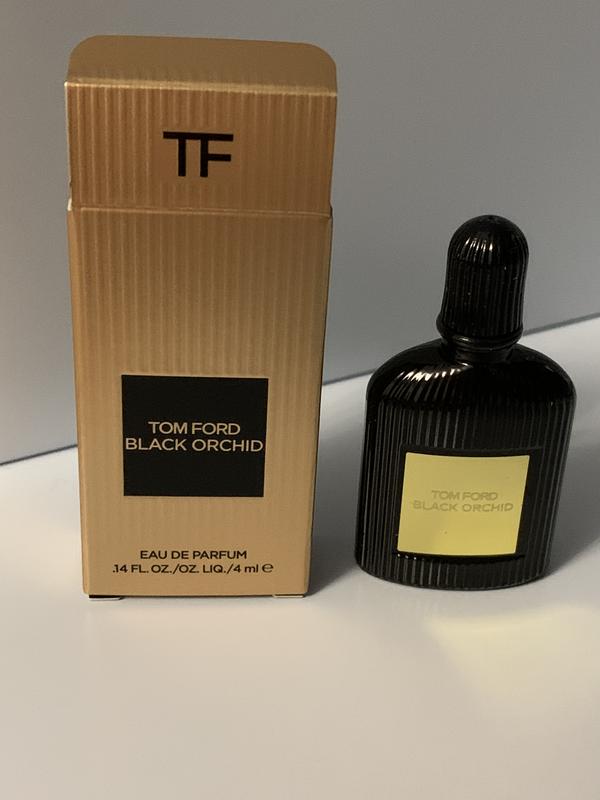 TF
TOM FORD
BLACK ORCHID
EAU DE PARFUM
.14 FL. OZ./OZ. LIQ./4 ml ℮
TOM FORD
BLACK ORCHID